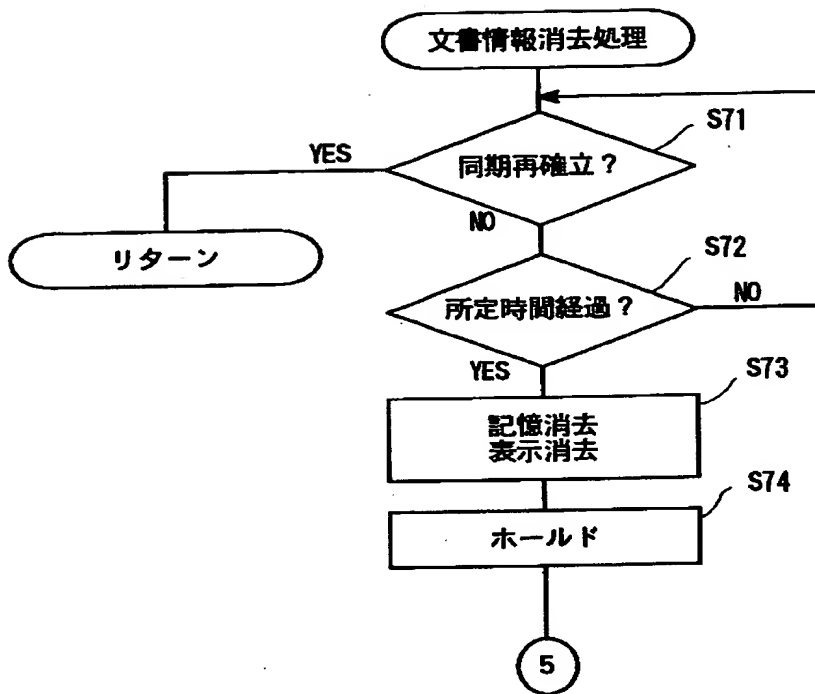 文書情報消去処理
S71
YES
同期再確立?
NO
リターン
S72
所定時間経過?
NO
YES
S73
記憶消去
表示消去
S74
ホールド
5